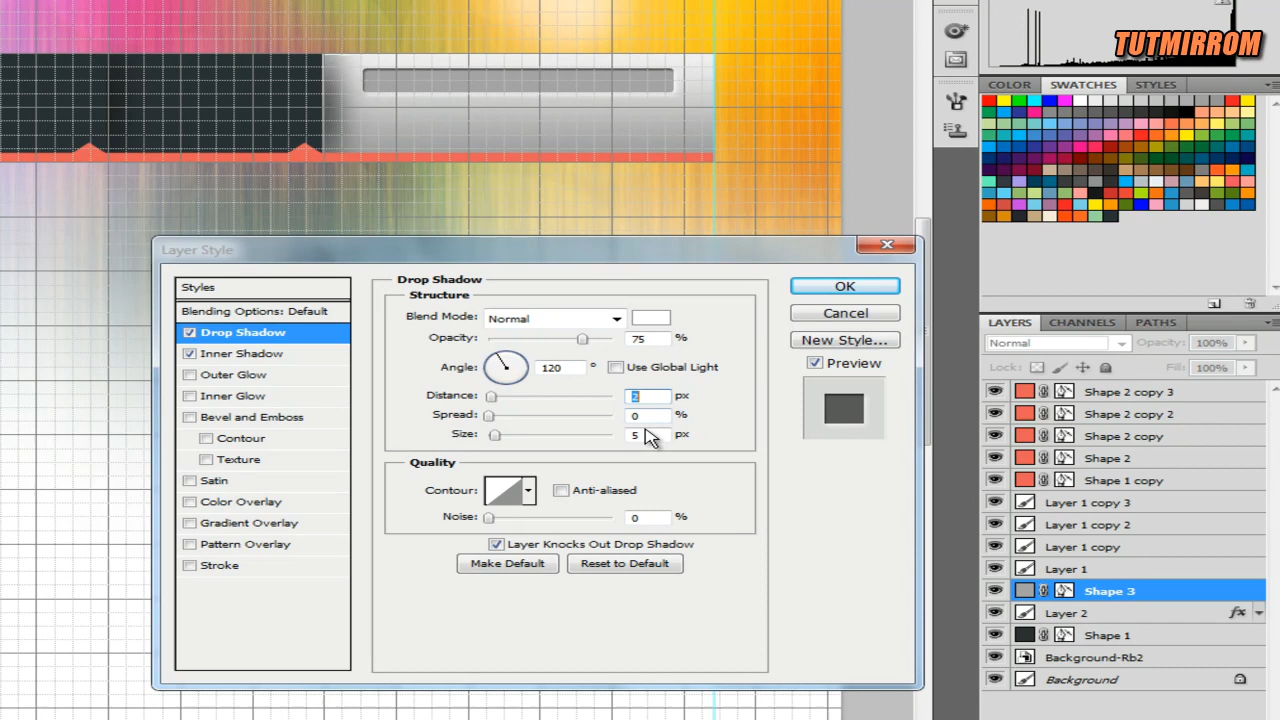 TUTMIRROM
COLOR SWATCHES STYLES
Layer Style
Styles
Blending Options: Default
Drop Shadow
Inner Shadow
Outer Glow
Inner Glow
Bevel and Emboss
Contour
Texture
Satin
Color Overlay
Gradient Overlay
Pattern Overlay
Stroke
Drop Shadow
Structure
Blend Mode: Normal
Opacity: 75 %
Angle: 120 ° Use Global Light
Distance: 2 px
Spread: 0 %
Size: 5 px
Quality
Contour: Anti-aliased
Noise: 0 %
Layer Knocks Out Drop Shadow
Make Default Reset to Default
OK
Cancel
New Style...
Preview
LAYERS CHANNELS PATHS
Normal Opacity: 100%
Lock: Fill: 100%
Shape 2 copy 3
Shape 2 copy 2
Shape 2 copy
Shape 2
Shape 1 copy
Layer 1 copy 3
Layer 1 copy 2
Layer 1 copy
Layer 1
Shape 3
Layer 2 fx
Shape 1
Background-Rb2
Background